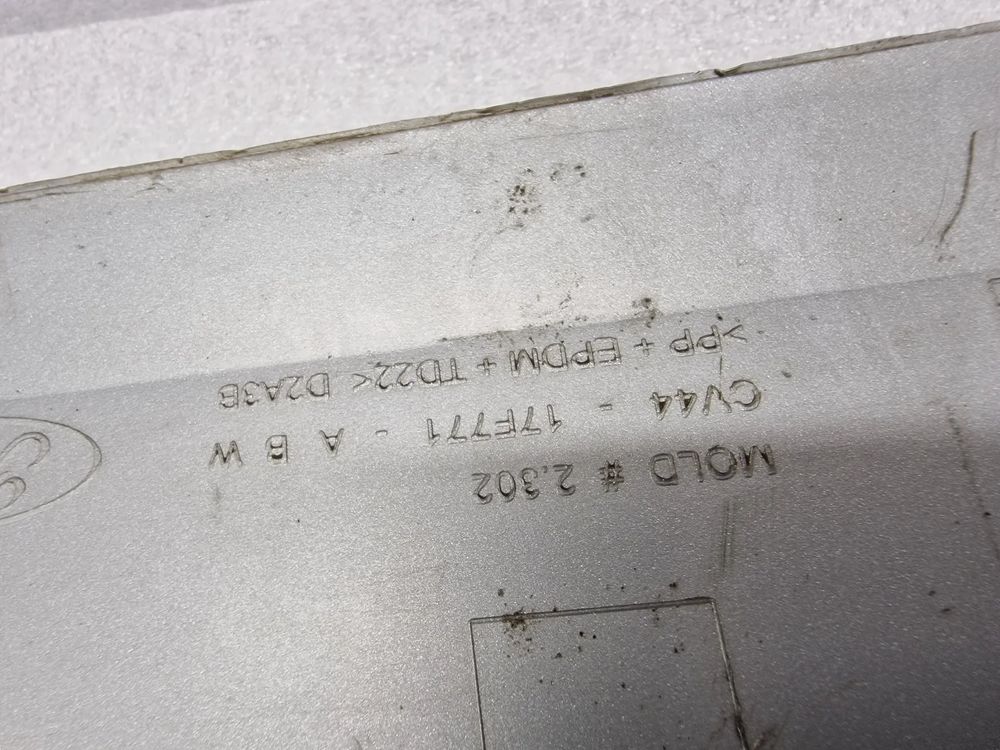 MOLD # 2.302
CV44 - 17F771 - A B W
>PP + EPDM + TD22< D2A3B